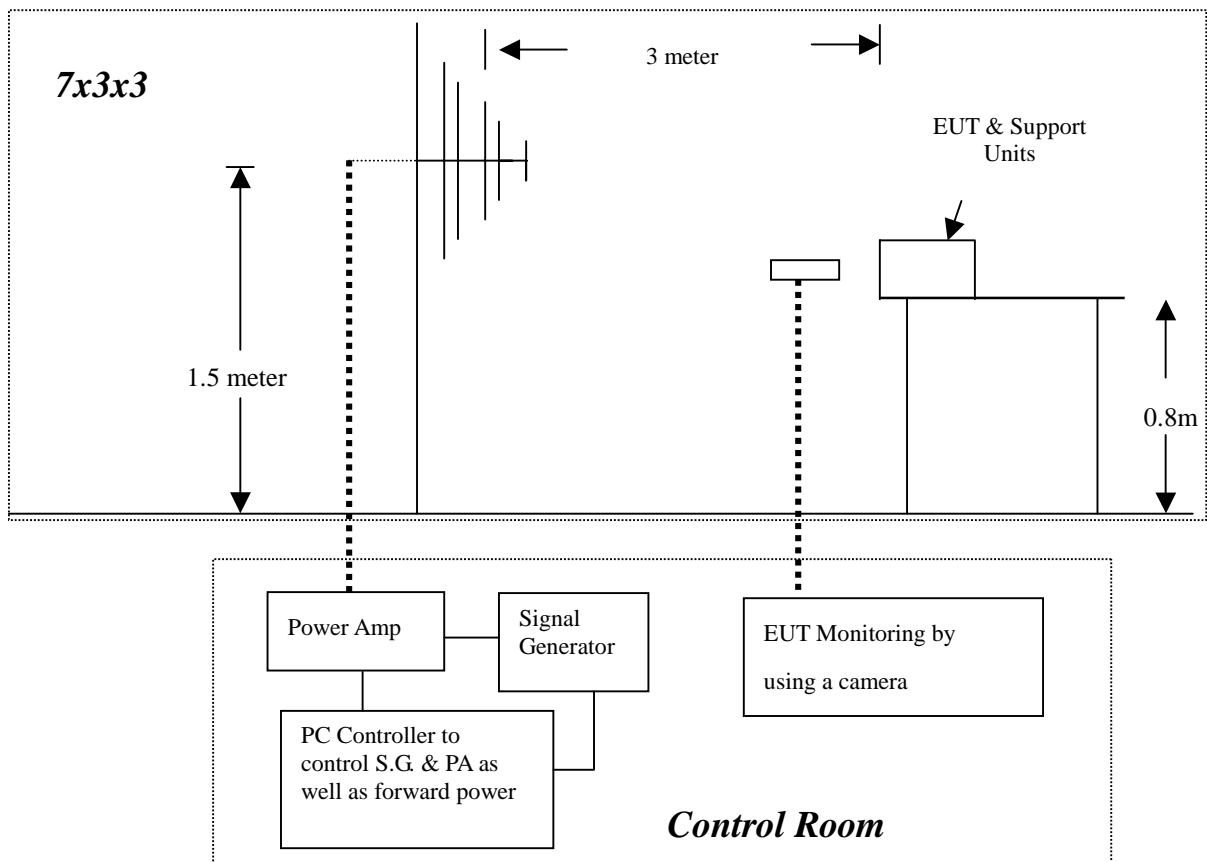 7x3x3
3 meter
EUT & Support
Units
1.5 meter
0.8m
Power Amp
Signal
Generator
EUT Monitoring by
using a camera
PC Controller to
control S.G. & PA as
well as forward power
Control Room